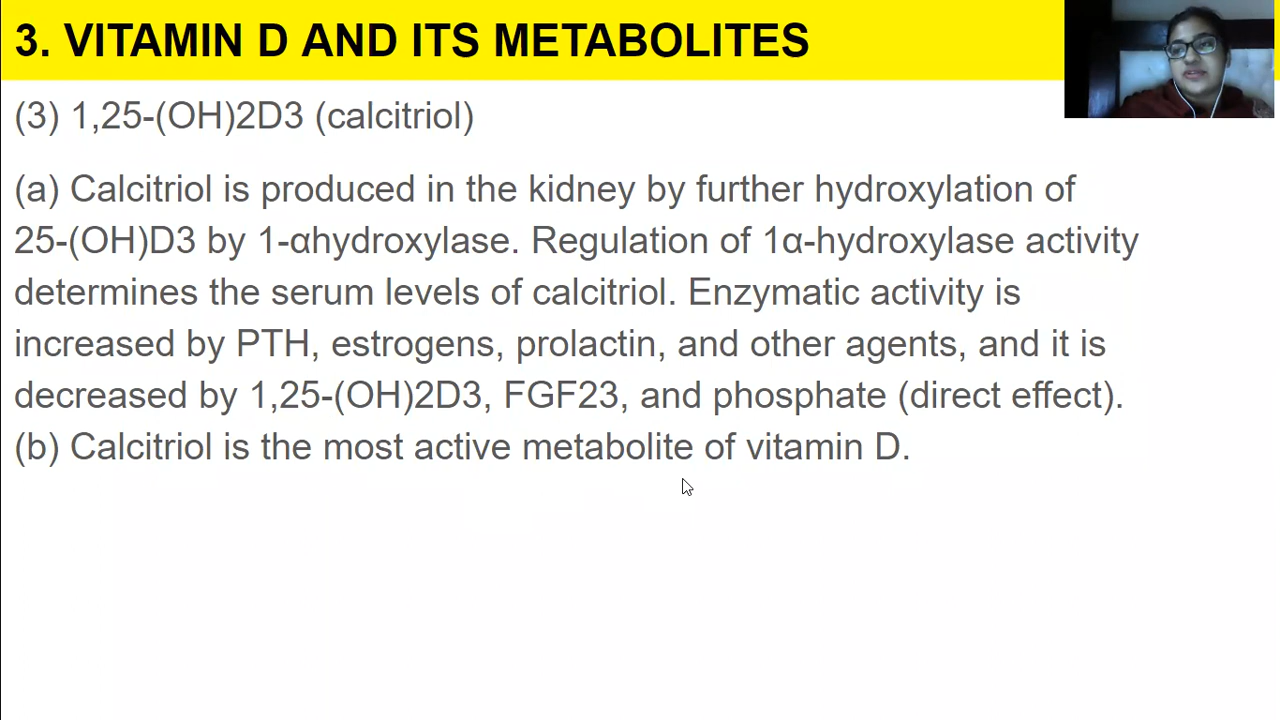 3. VITAMIN D AND ITS METABOLITES
(3) 1,25-(OH)2D3 (calcitriol)
(a) Calcitriol is produced in the kidney by further hydroxylation of
25-(OH)D3 by 1-αhydroxylase. Regulation of 1α-hydroxylase activity
determines the serum levels of calcitriol. Enzymatic activity is
increased by PTH, estrogens, prolactin, and other agents, and it is
decreased by 1,25-(OH)2D3, FGF23, and phosphate (direct effect).
(b) Calcitriol is the most active metabolite of vitamin D.